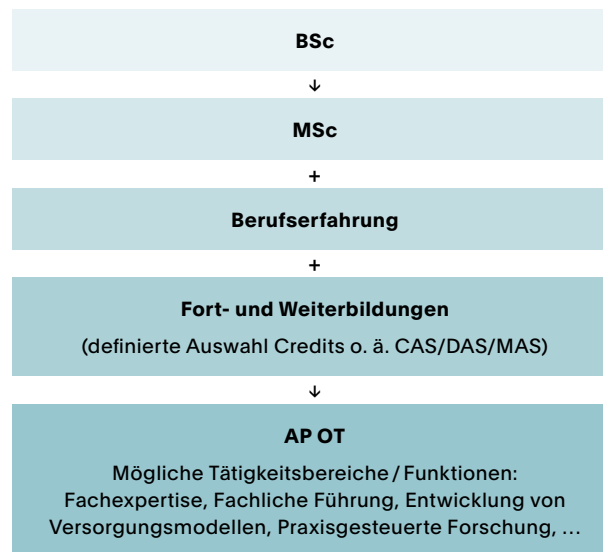 BSc
↓
MSc
+
Berufserfahrung
+
Fort- und Weiterbildungen
(definierte Auswahl Credits o. ä. CAS/DAS/MAS)
↓
AP OT
Mögliche Tätigkeitsbereiche / Funktionen:
Fachexpertise, Fachliche Führung, Entwicklung von
Versorgungsmodellen, Praxisgesteuerte Forschung, …